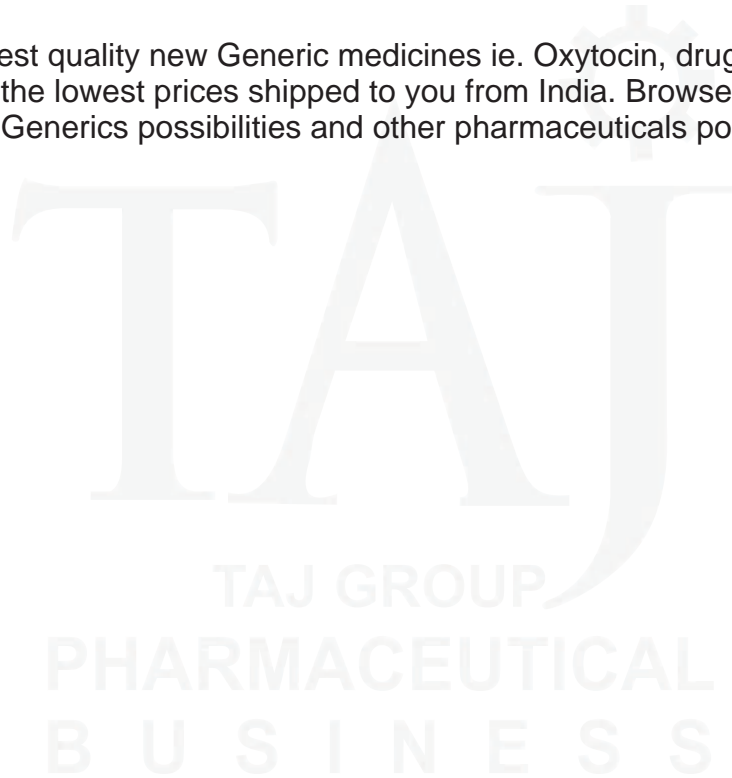 est quality new Generic medicines ie. Oxytocin, drug
the lowest prices shipped to you from India. Browse
Generics possibilities and other pharmaceuticals po
TAJ
TAJ GROUP
PHARMACEUTICAL
BUSINESS